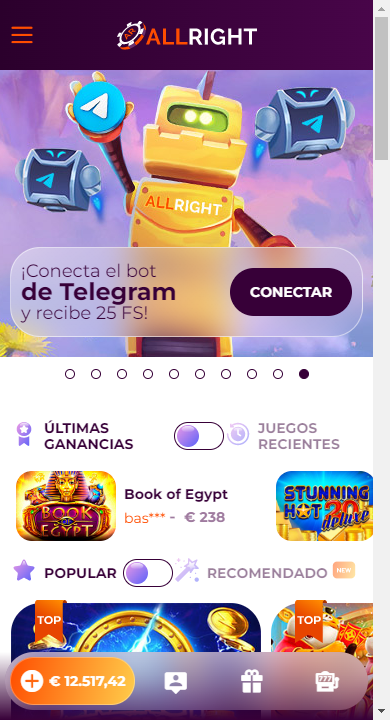 ALLRIGHT
ALLRIGHT
¡Conecta el bot
de Telegram
y recibe 25 FS!
CONECTAR
ÚLTIMAS
GANANCIAS
JUEGOS
RECIENTES
BOOK OF
EGYPT
Book of Egypt
bas*** - € 238
STUNNING
HOT 20
deluxe
POPULAR
RECOMENDADO
NEW
TOP
TOP
€ 12.517,42
777